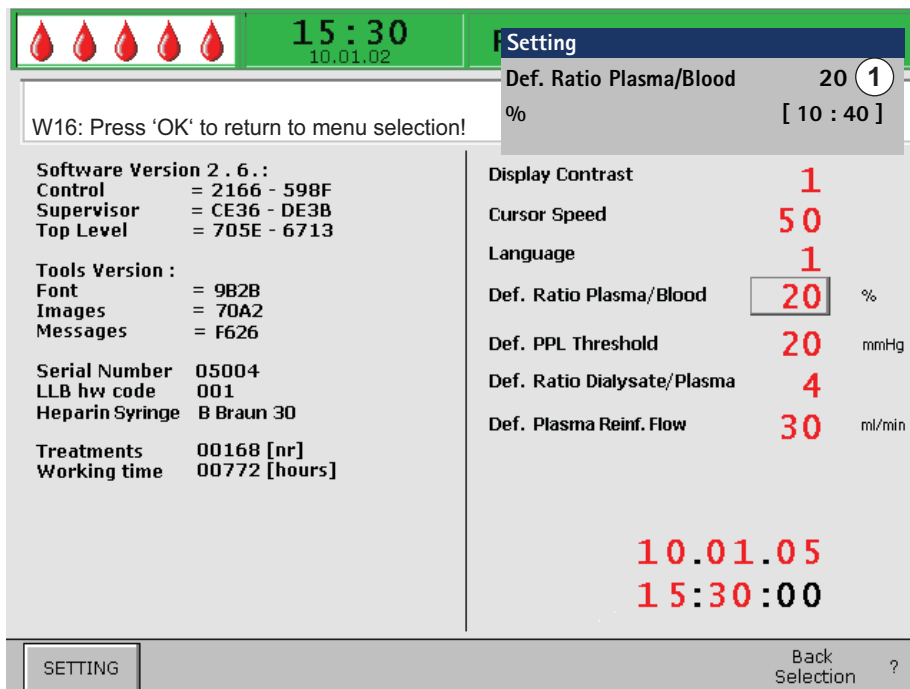 15:30
10.01.02
Setting
Def. Ratio Plasma/Blood 20 1
% [ 10 : 40 ]
W16: Press ‘OK‘ to return to menu selection!
Software Version 2 . 6.:
Control = 2166 - 598F
Supervisor = CE36 - DE3B
Top Level = 705E - 6713
Tools Version :
Font = 9B2B
Images = 70A2
Messages = F626
Serial Number 05004
LLB hw code 001
Heparin Syringe B Braun 30
Treatments 00168 [nr]
Working time 00772 [hours]
Display Contrast 1
Cursor Speed 50
Language 1
Def. Ratio Plasma/Blood 20 %
Def. PPL Threshold 20 mmHg
Def. Ratio Dialysate/Plasma 4
Def. Plasma Reinf. Flow 30 ml/min
10.01.05
15:30:00
SETTING
Back
Selection ?